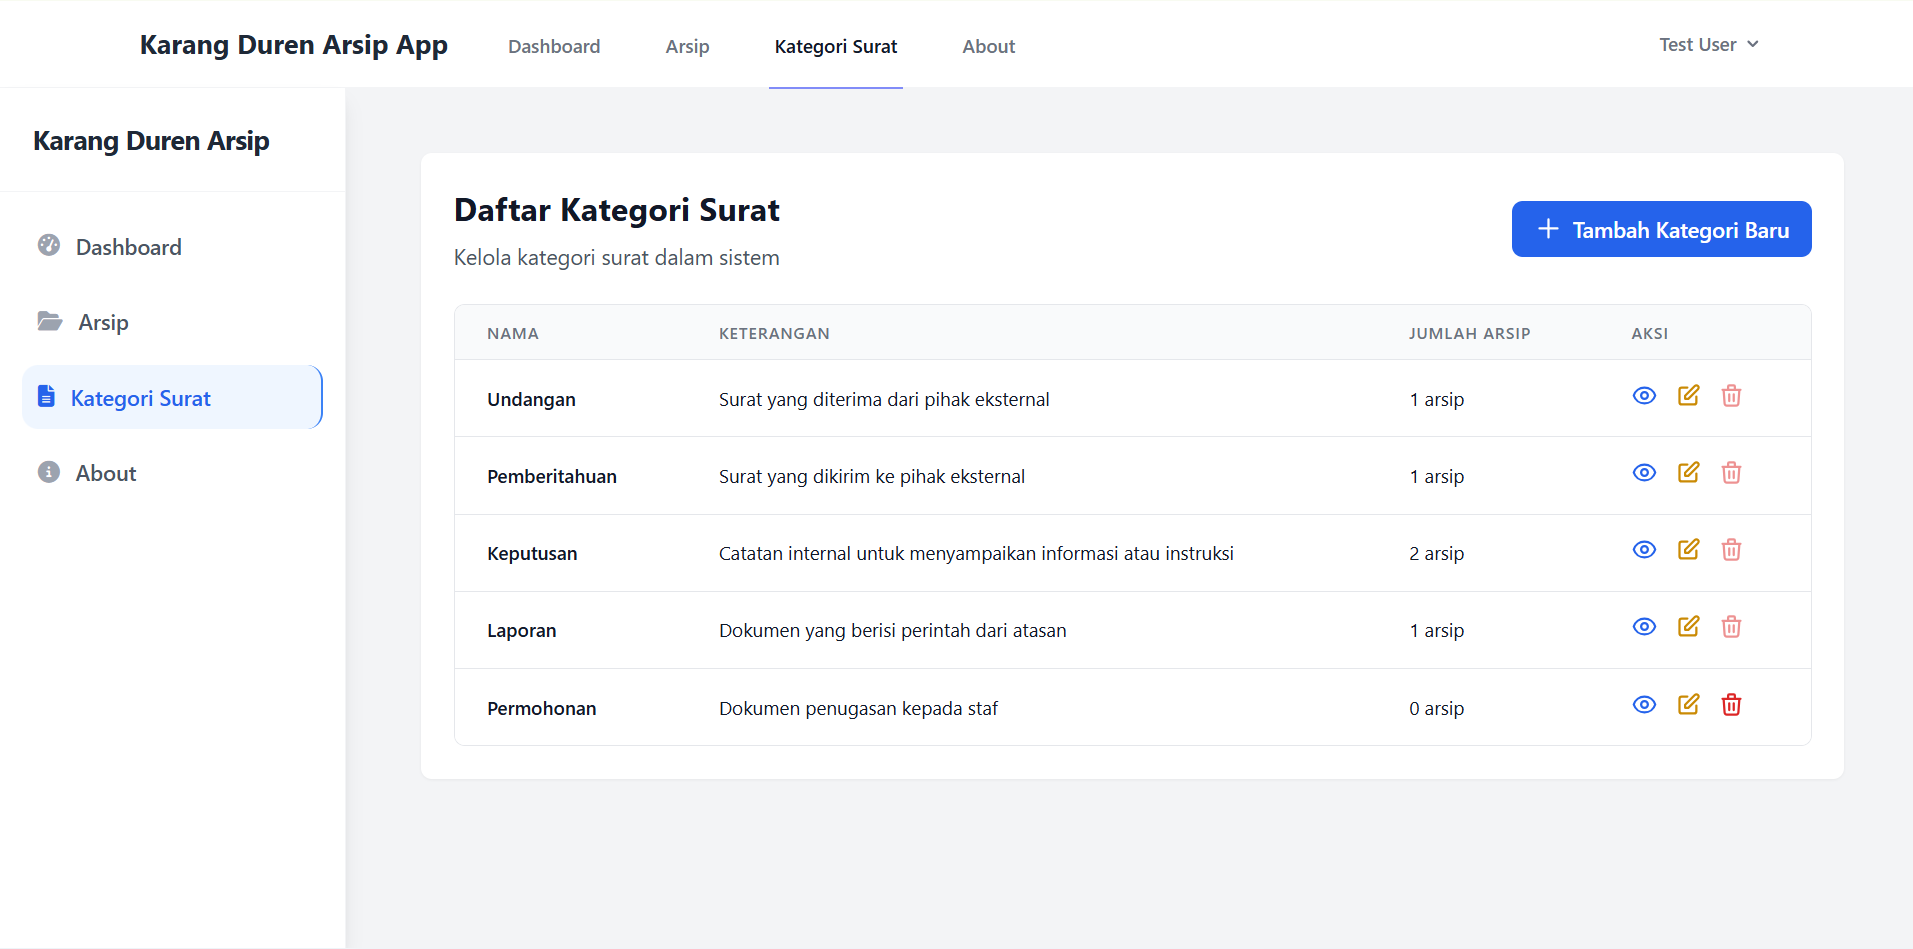 Karang Duren Arsip App Dashboard Arsip Kategori Surat About Test User
Karang Duren Arsip
Dashboard
Arsip
Kategori Surat
About
Daftar Kategori Surat
Kelola kategori surat dalam sistem
Tambah Kategori Baru
NAMA KETERANGAN JUMLAH ARSIP AKSI
Undangan Surat yang diterima dari pihak eksternal 1 arsip
Pemberitahuan Surat yang dikirim ke pihak eksternal 1 arsip
Keputusan Catatan internal untuk menyampaikan informasi atau instruksi 2 arsip
Laporan Dokumen yang berisi perintah dari atasan 1 arsip
Permohonan Dokumen penugasan kepada staf 0 arsip